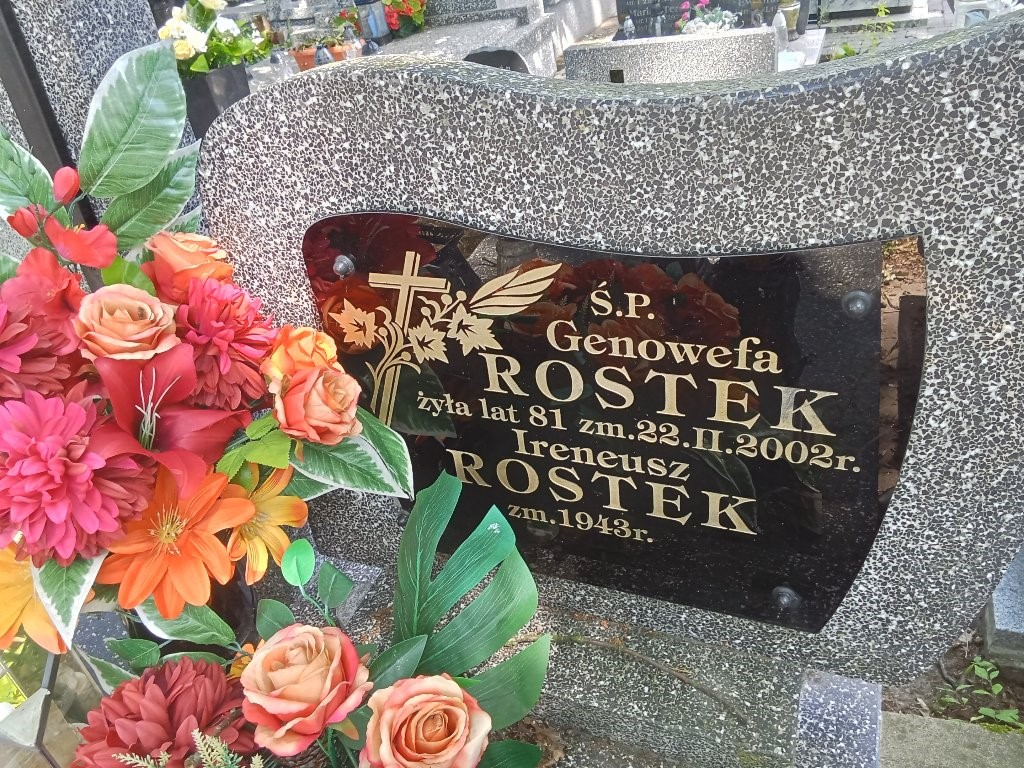 Ś.P.
Genowefa
ROSTEK
żyła lat 81 zm.22.II.2002r.
Ireneusz
ROSTEK
zm.1943r.